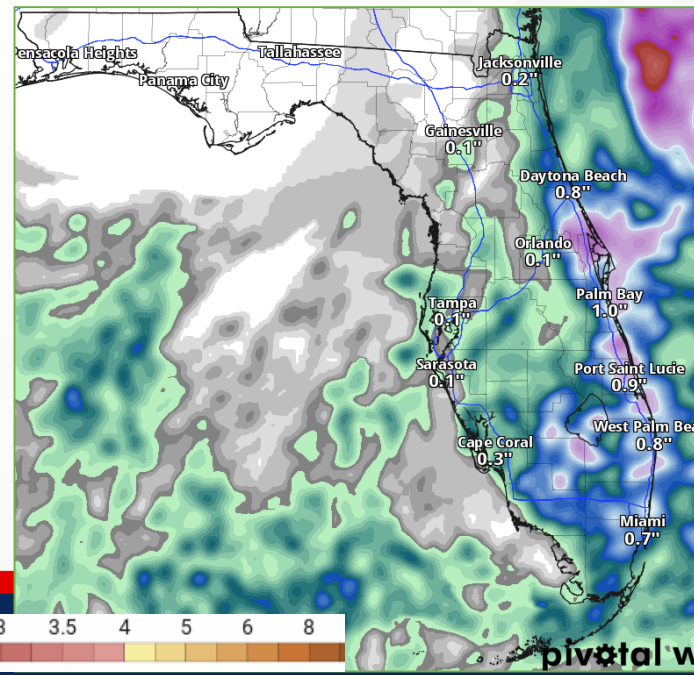 ensacola Heights
Tallahassee
Panama City
Jacksonville
0.2"
Gainesville
0.1"
Daytona Beach
0.8"
Orlando
0.1"
Palm Bay
1.0"
Tampa
0.1"
Sarasota
0.1"
Port Saint Lucie
0.9"
West Palm Bea
0.8"
Cape Coral
0.3"
Miami
0.7"
3 3.5 4 5 6 8
pivotal w